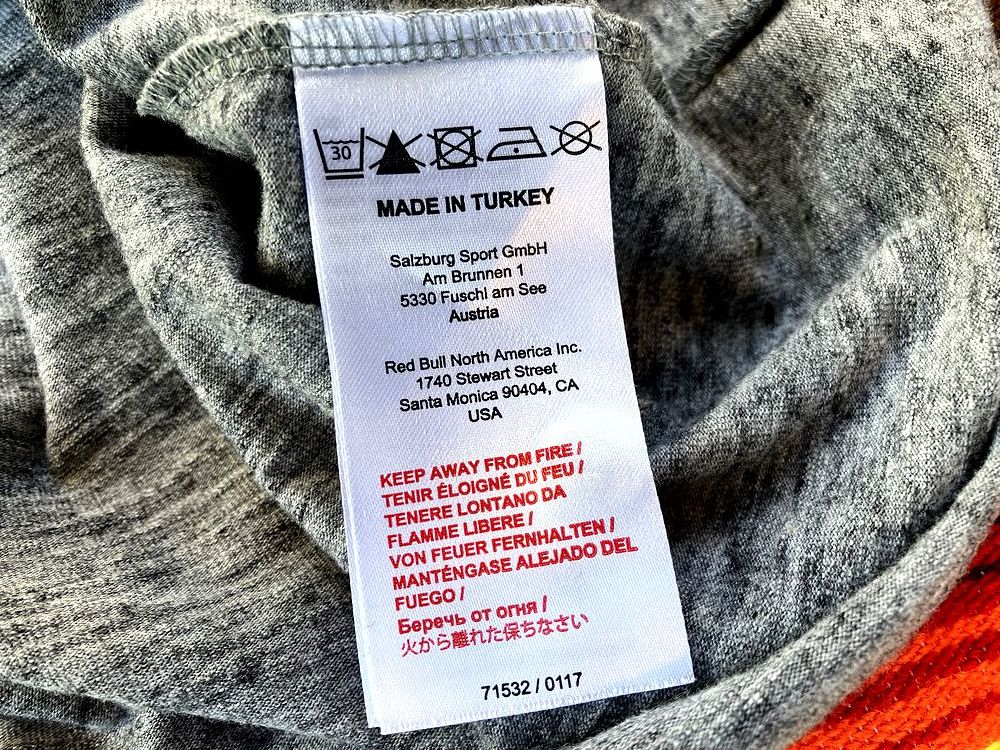 30
MADE IN TURKEY
Salzburg Sport GmbH
Am Brunnen 1
5330 Fuschl am See
Austria
Red Bull North America Inc.
1740 Stewart Street
Santa Monica 90404, CA
USA
KEEP AWAY FROM FIRE /
TENIR ÉLOIGNÉ DU FEU /
TENERE LONTANO DA
FLAMME LIBERE /
VON FEUER FERNHALTEN /
MANTÉNGASE ALEJADO DEL
FUEGO /
Беречь от огня /
火から離れた保ちなさい
71532 / 0117